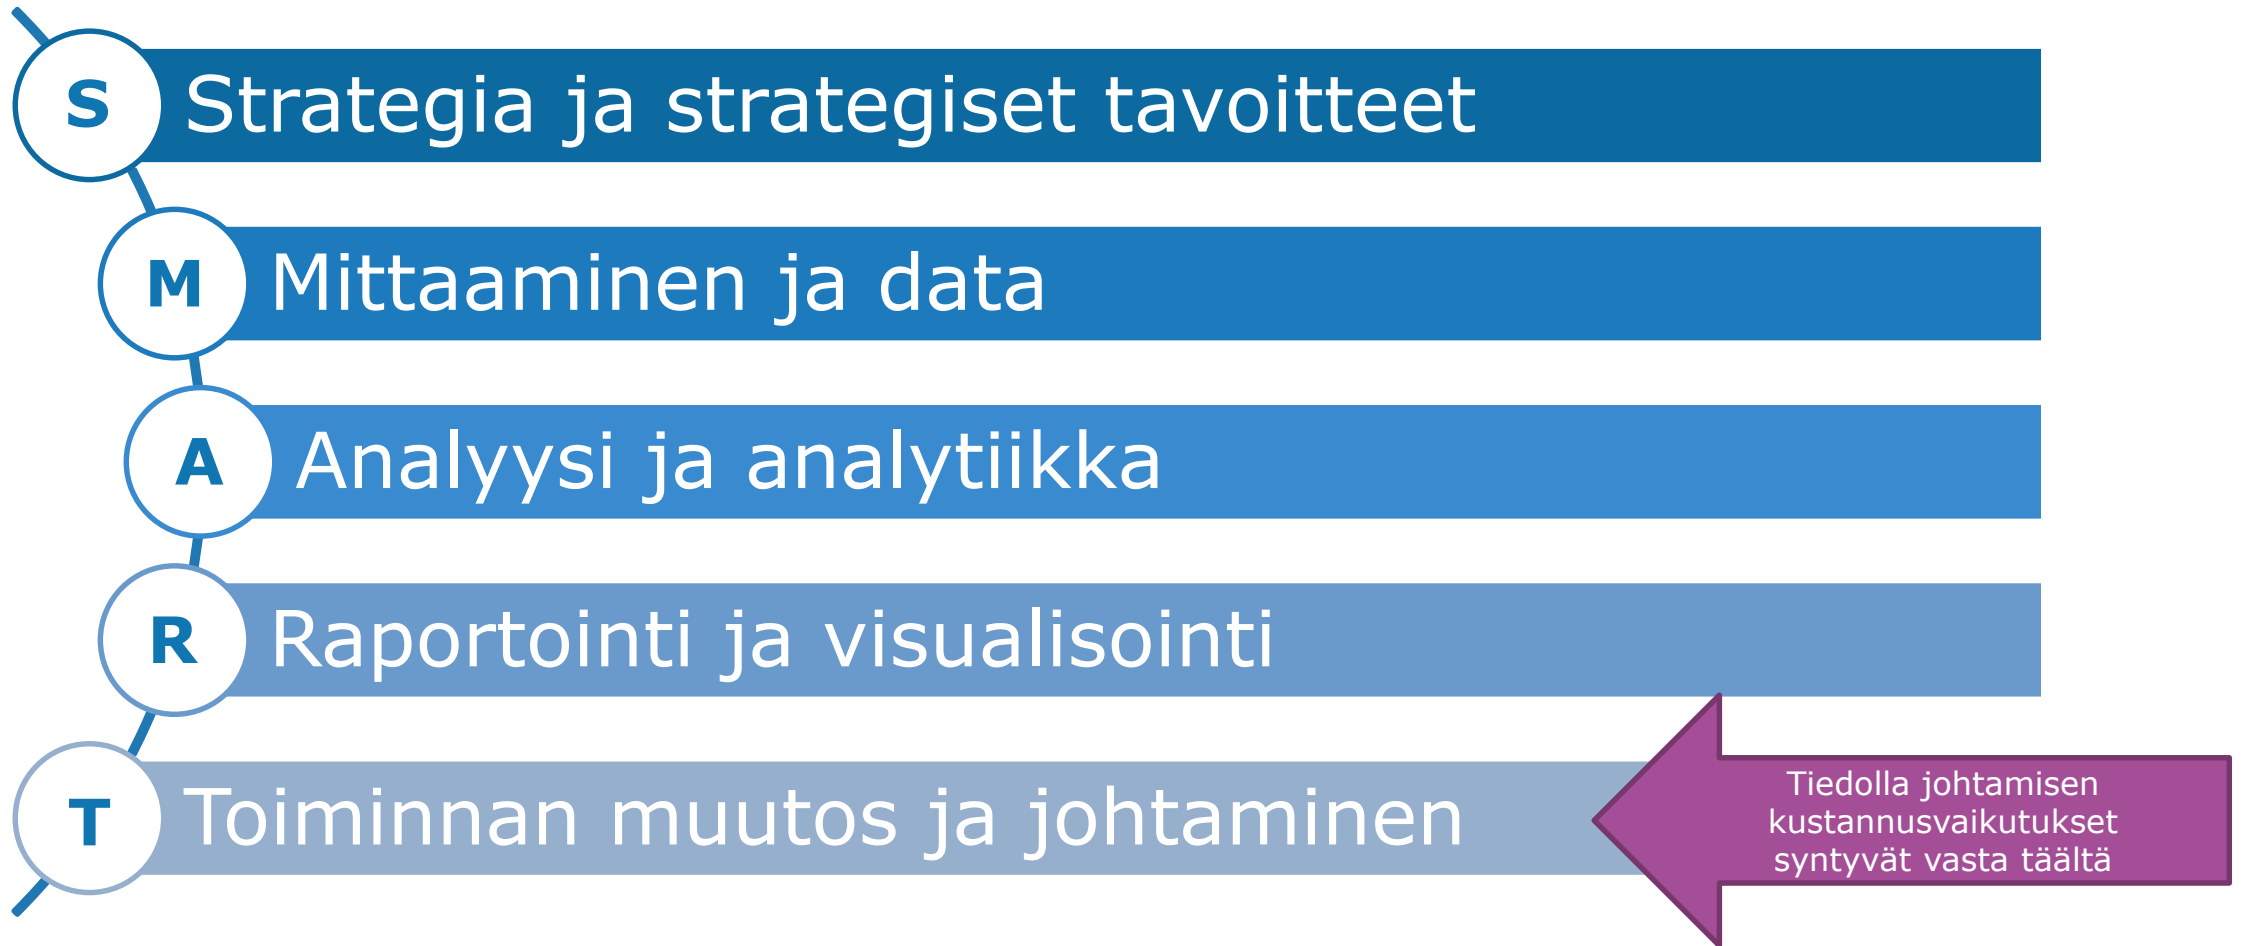 S
Strategia ja strategiset tavoitteet
M
Mittaaminen ja data
A
Analyysi ja analytiikka
R
Raportointi ja visualisointi
T
Toiminnan muutos ja johtaminen
Tiedolla johtamisen
kustannusvaikutukset
syntyvät vasta täältä